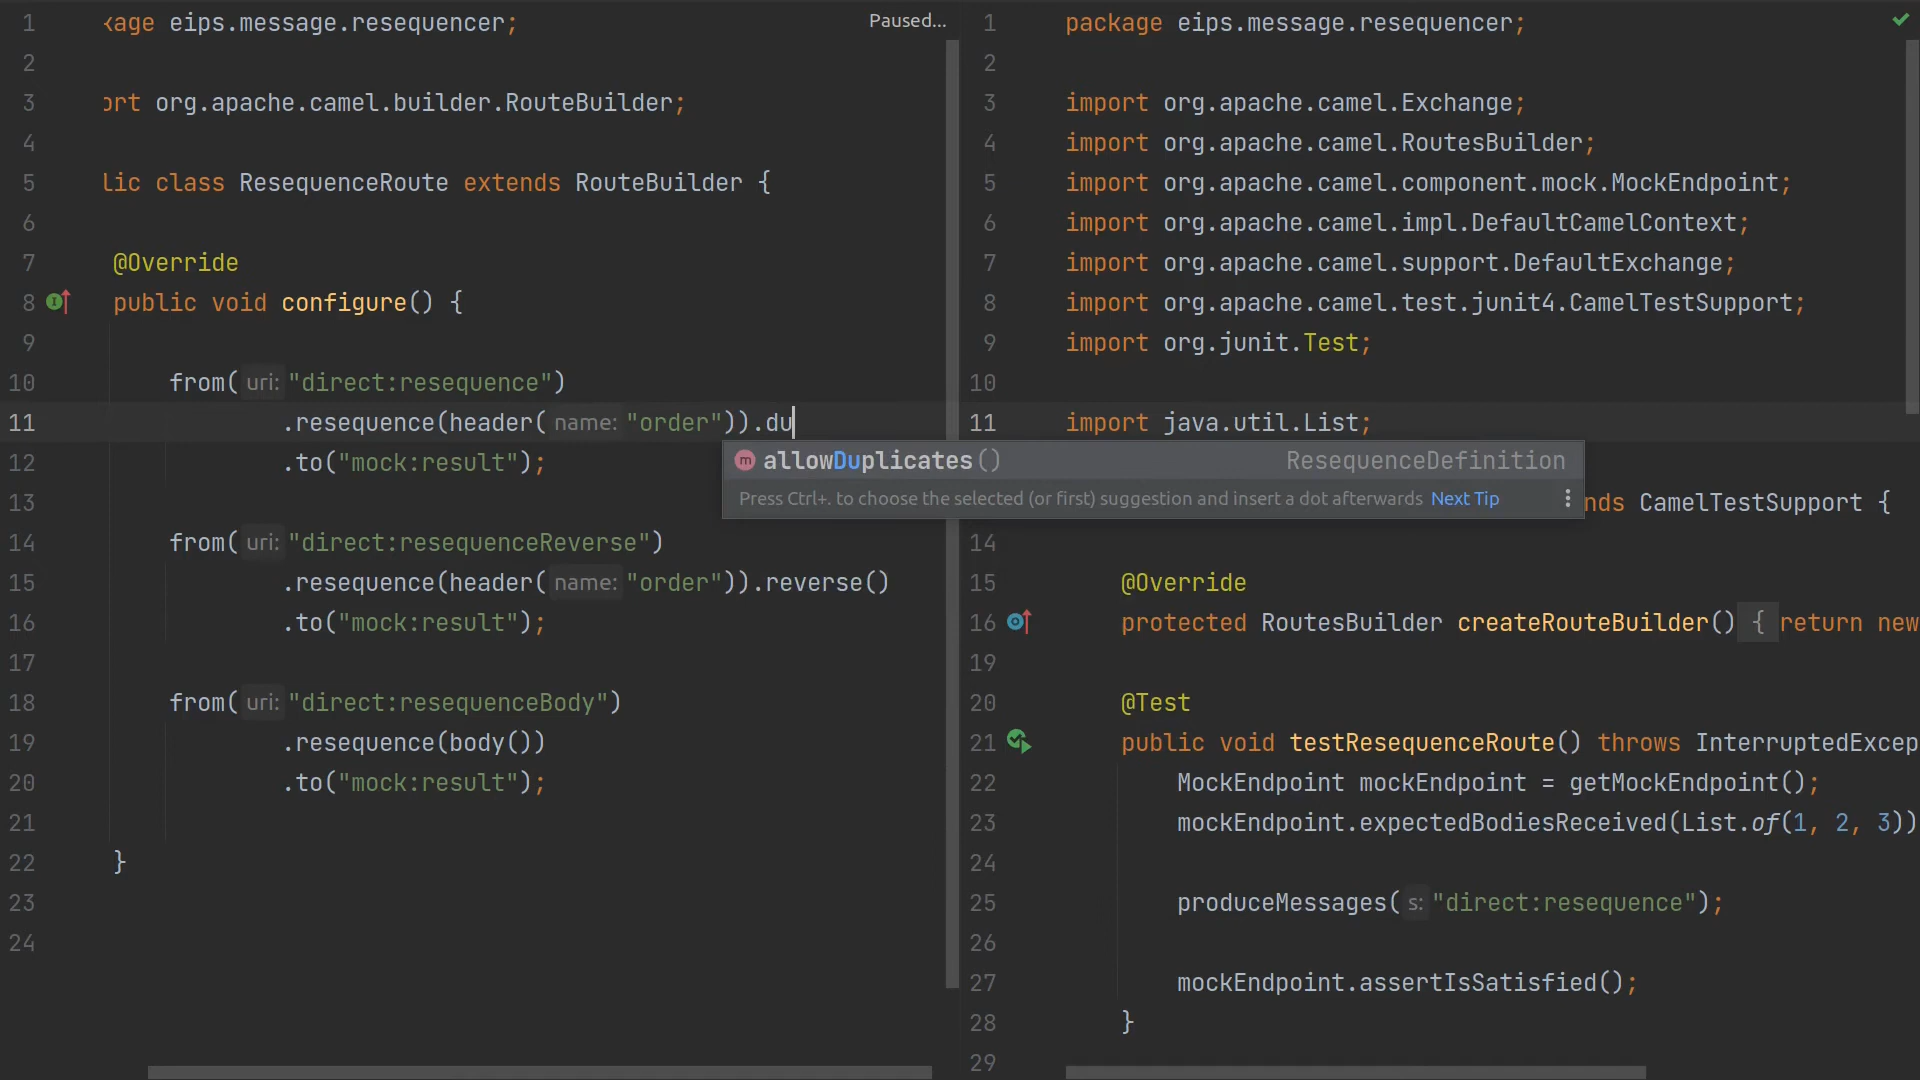 1 kage eips.message.resequencer;
Paused...
2
3 ort org.apache.camel.builder.RouteBuilder;
4
5 lic class ResequenceRoute extends RouteBuilder {
6
7 @Override
8 public void configure() {
9
10 from( uri: "direct:resequence")
11 .resequence(header( name: "order")).du
12 .to("mock:result");
13
14 from( uri: "direct:resequenceReverse")
15 .resequence(header( name: "order")).reverse()
16 .to("mock:result");
17
18 from( uri: "direct:resequenceBody")
19 .resequence(body())
20 .to("mock:result");
21
22 }
23
24
m allowDuplicates() ResequenceDefinition
Press Ctrl+. to choose the selected (or first) suggestion and insert a dot afterwards Next Tip
1 package eips.message.resequencer;
2
3 import org.apache.camel.Exchange;
4 import org.apache.camel.RoutesBuilder;
5 import org.apache.camel.component.mock.MockEndpoint;
6 import org.apache.camel.impl.DefaultCamelContext;
7 import org.apache.camel.support.DefaultExchange;
8 import org.apache.camel.test.junit4.CamelTestSupport;
9 import org.junit.Test;
10
11 import java.util.List;
nds CamelTestSupport {
14
15 @Override
16 protected RoutesBuilder createRouteBuilder() { return new
19
20 @Test
21 public void testResequenceRoute() throws InterruptedExcep
22 MockEndpoint mockEndpoint = getMockEndpoint();
23 mockEndpoint.expectedBodiesReceived(List.of(1, 2, 3))
24
25 produceMessages( s: "direct:resequence");
26
27 mockEndpoint.assertIsSatisfied();
28 }
29